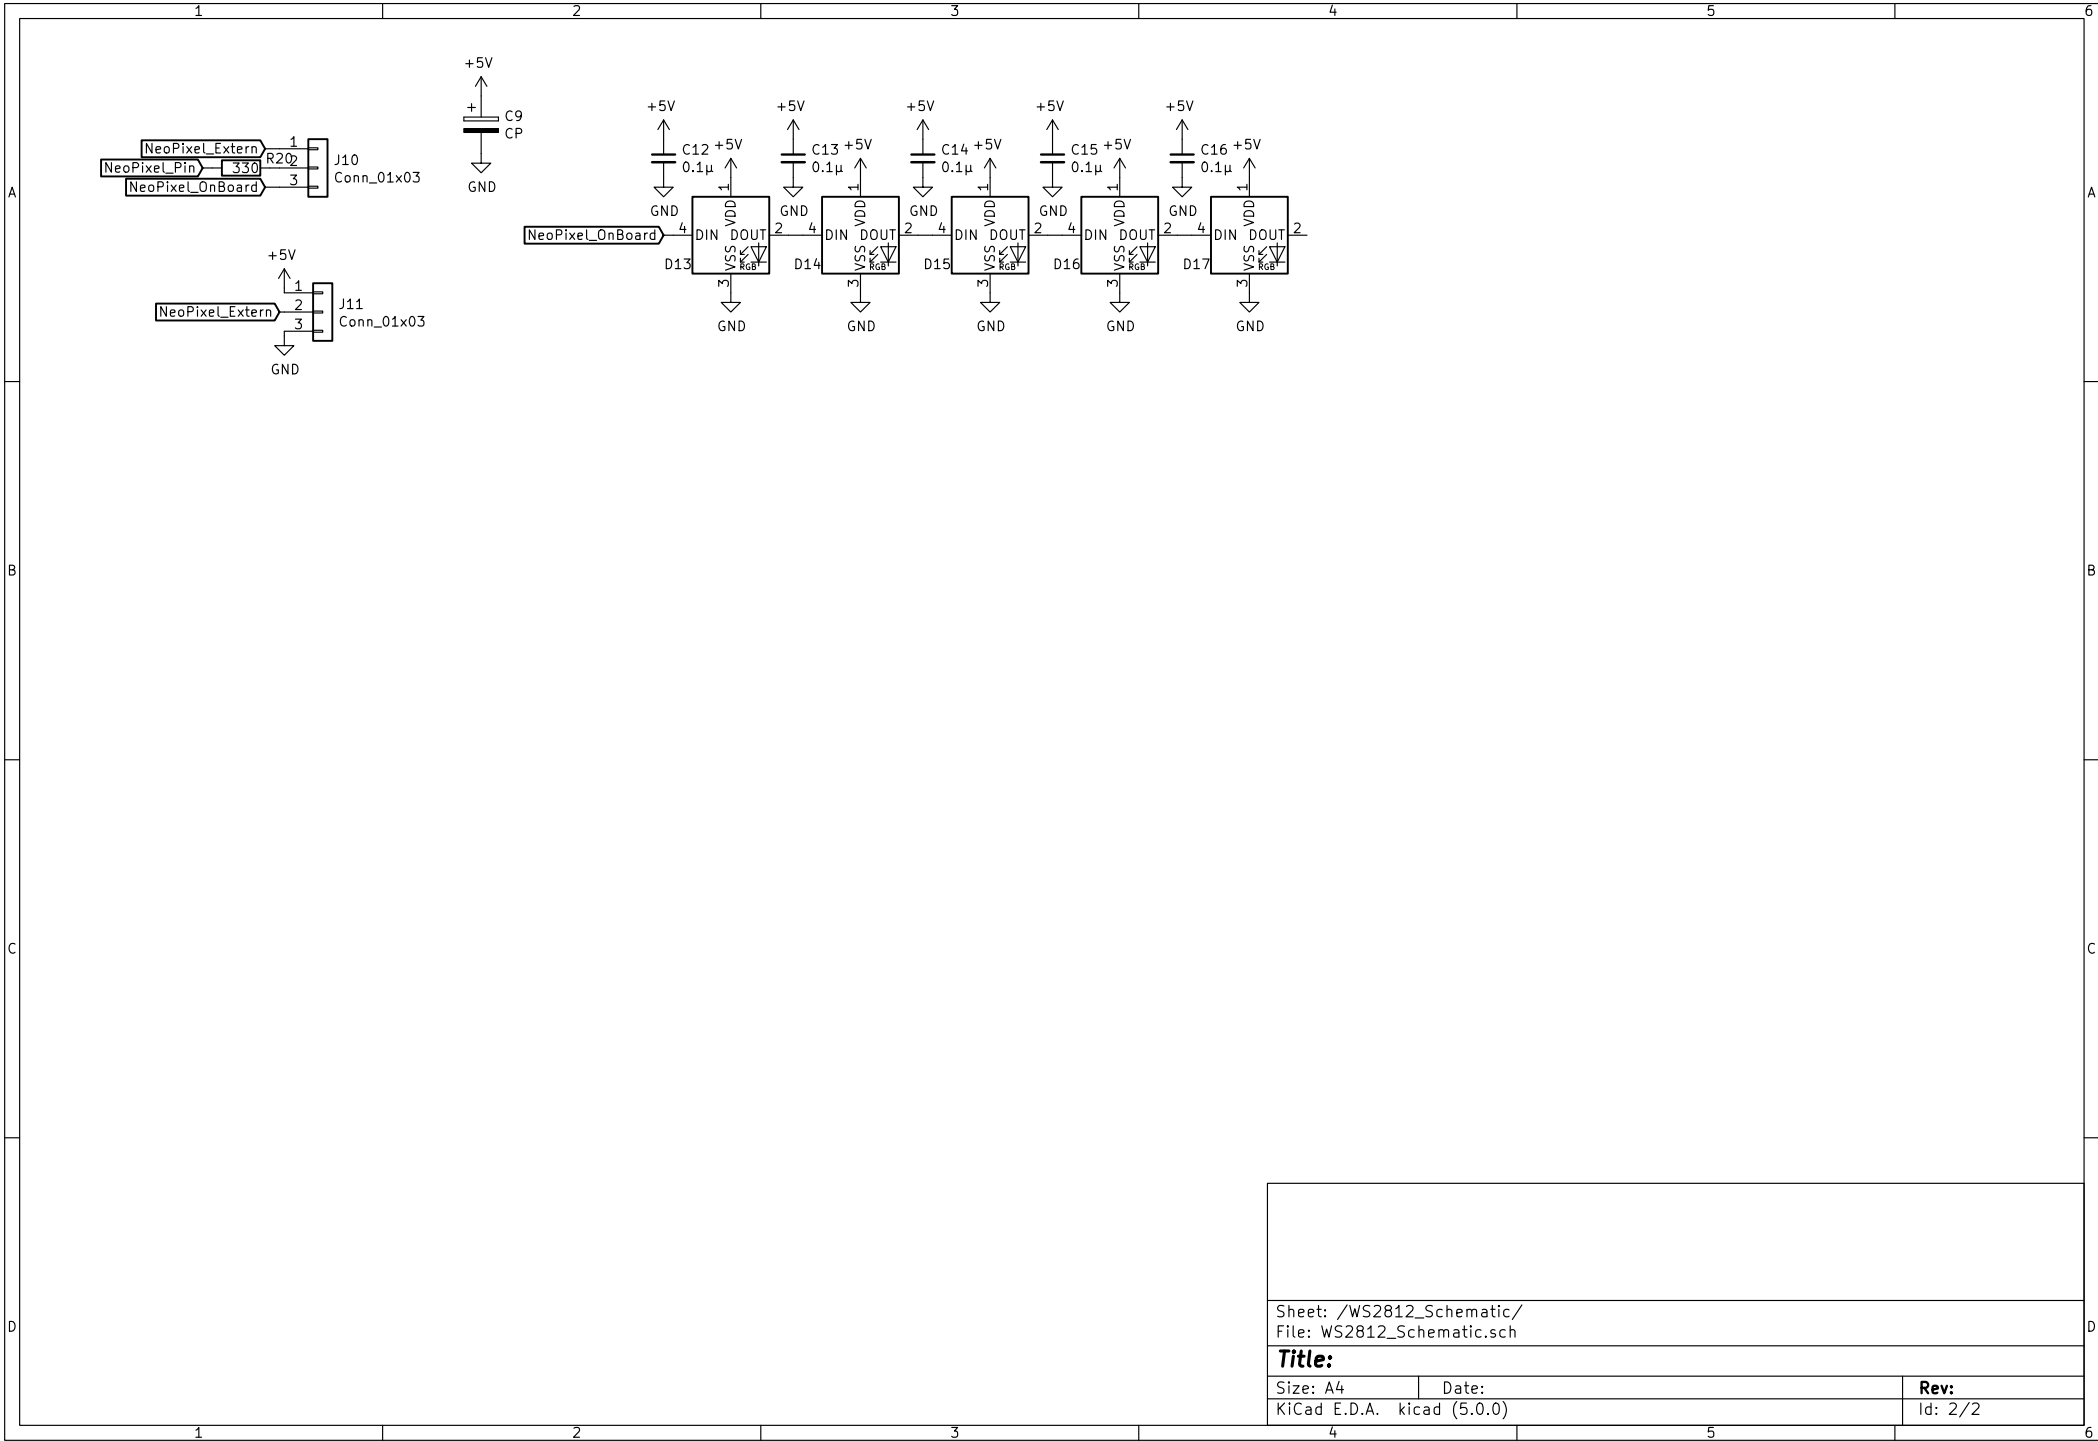 1 2 3 4 5 6
+5V
+
C9
CP
GND
NeoPixel_Extern
1
R20
NeoPixel_Pin
330
2
NeoPixel_OnBoard
3
J10
Conn_01x03
+5V
1
NeoPixel_Extern
2
3
J11
Conn_01x03
GND
+5V +5V +5V +5V +5V
C12 +5V C13 +5V C14 +5V C15 +5V C16 +5V
0.1µ 0.1µ 0.1µ 0.1µ 0.1µ
1 1 1 1 1
GND GND GND GND GND
VDD VDD VDD VDD VDD
NeoPixel_OnBoard 4 DIN DOUT 2 4 DIN DOUT 2 4 DIN DOUT 2 4 DIN DOUT 2 4 DIN DOUT 2
VSS VSS VSS VSS VSS
D13 RGB D14 RGB D15 RGB D16 RGB D17 RGB
3 3 3 3 3
GND GND GND GND GND
A A
B B
C C
D D
Sheet: /WS2812_Schematic/
File: WS2812_Schematic.sch
Title:
Size: A4 Date: Rev:
KiCad E.D.A. kicad (5.0.0) Id: 2/2
1 2 3 4 5 6